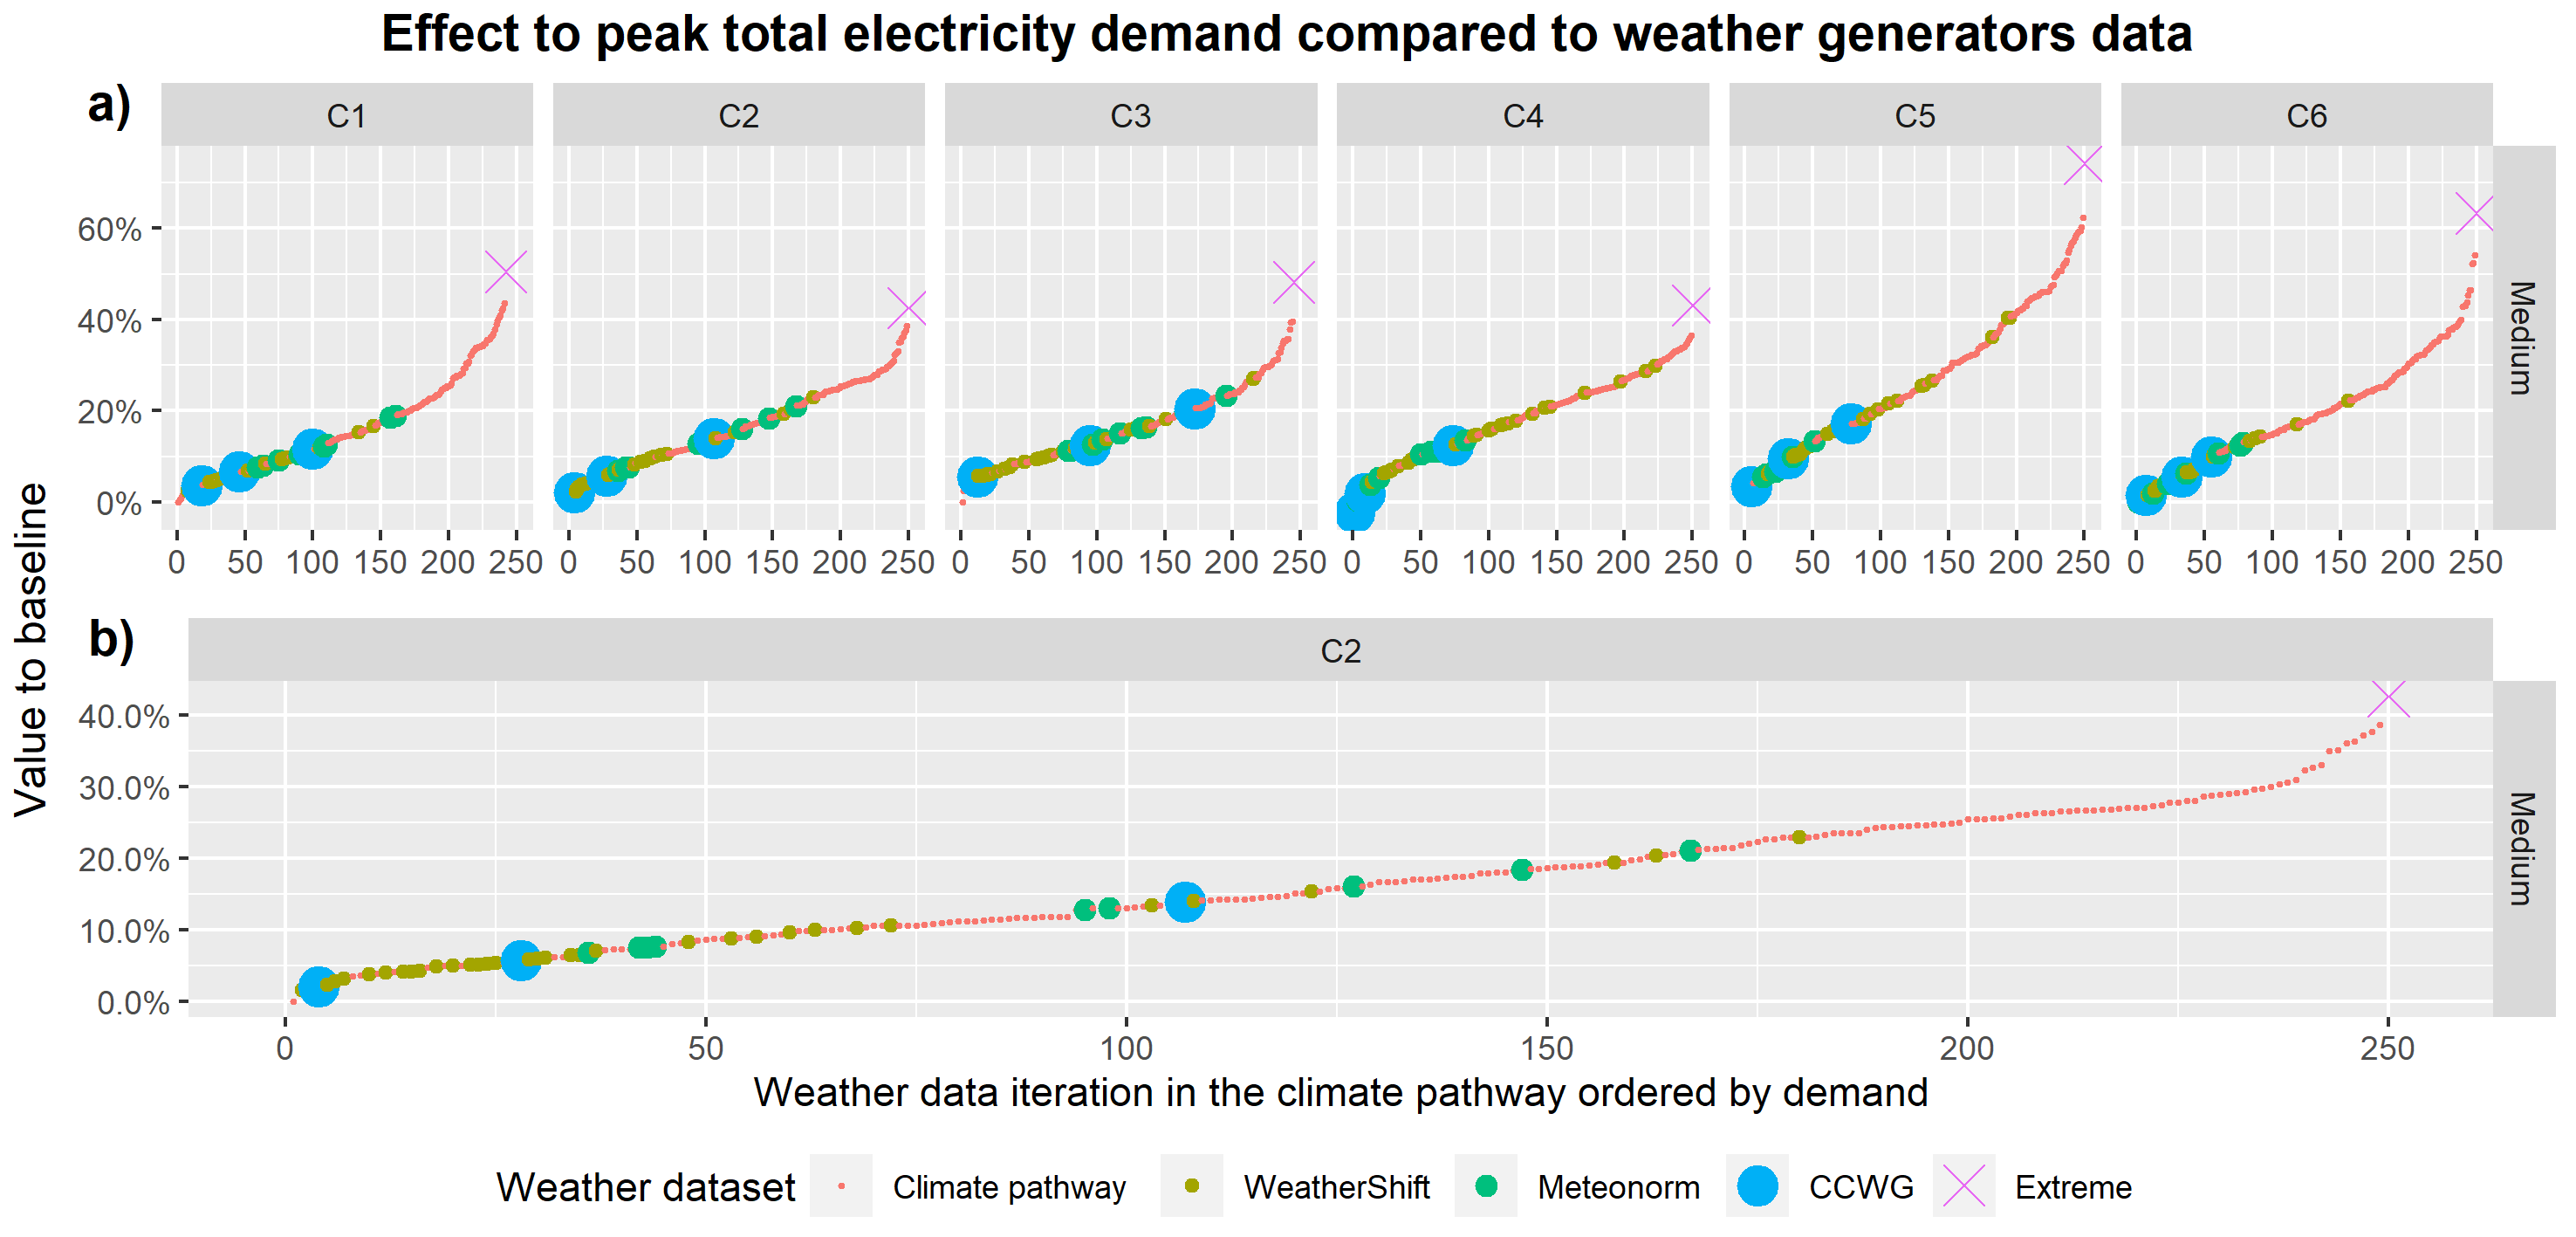 Effect to peak total electricity demand compared to weather generators data
a)
C1 C2 C3 C4 C5 C6
60%
40%
20%
0%
Medium
0 50 100 150 200 250 0 50 100 150 200 250 0 50 100 150 200 250 0 50 100 150 200 250 0 50 100 150 200 250 0 50 100 150 200 250
Value to baseline
b)
C2
40.0%
30.0%
20.0%
10.0%
0.0%
Medium
0 50 100 150 200 250
Weather data iteration in the climate pathway ordered by demand
Weather dataset Climate pathway WeatherShift Meteonorm CCWG Extreme